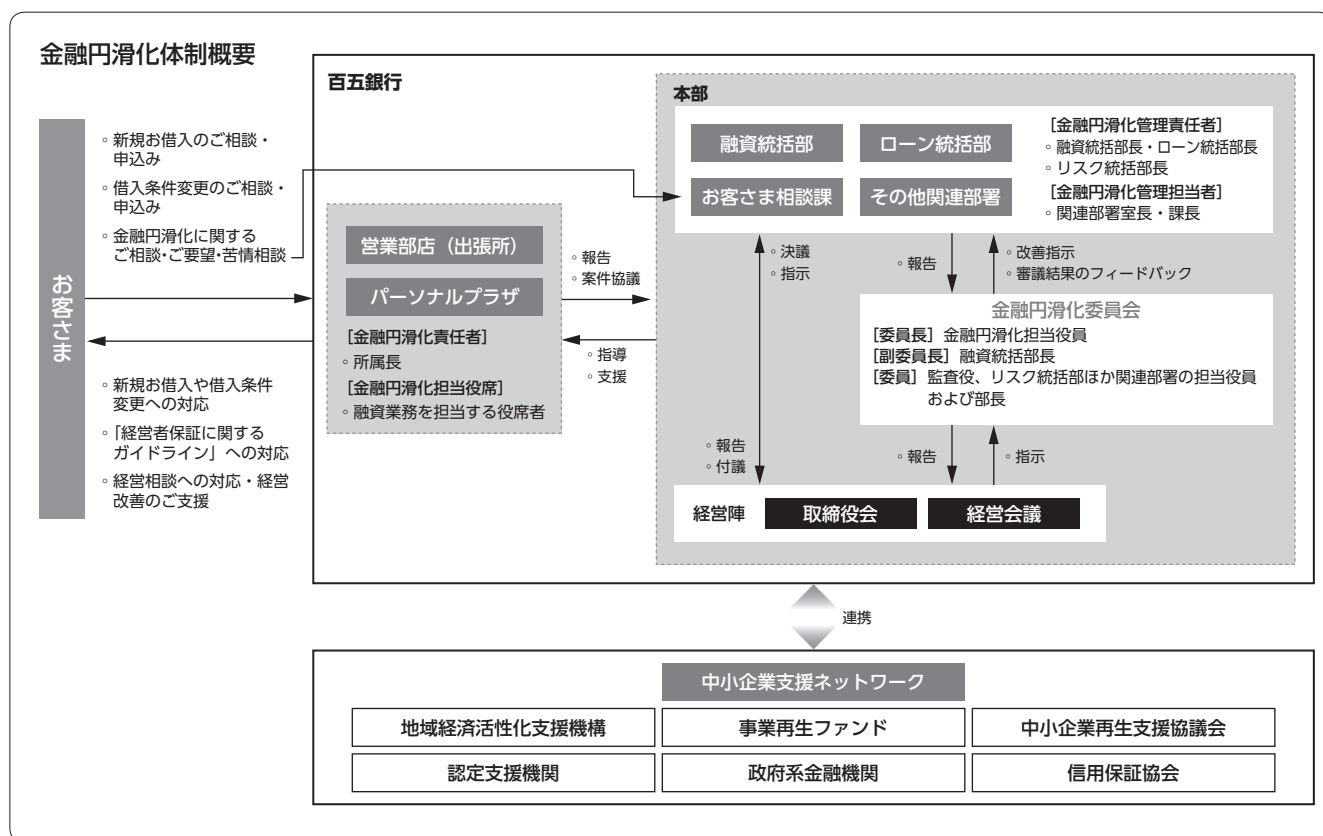 金融円滑化体制概要
お客さま
◦ 新規お借入のご相談・
申込み
◦ 借入条件変更のご相談・
申込み
◦ 金融円滑化に関する
ご相談・ご要望・苦情相談
◦ 新規お借入や借入条件
変更への対応
◦ 「経営者保証に関する
ガイドライン」への対応
◦ 経営相談への対応・経営
改善のご支援
百五銀行
営業部店（出張所）
パーソナルプラザ
［金融円滑化責任者］
◦ 所属長
［金融円滑化担当役席］
◦ 融資業務を担当する役席者
◦ 報告
◦ 案件協議
◦ 指導
◦ 支援
本部
融資統括部
ローン統括部
お客さま相談課
その他関連部署
［金融円滑化管理責任者］
◦ 融資統括部長・ローン統括部長
◦ リスク統括部長
［金融円滑化管理担当者］
◦ 関連部署室長・課長
◦ 決議
◦ 指示
◦ 報告
◦ 改善指示
◦ 審議結果のフィードバック
金融円滑化委員会
［委員長］金融円滑化担当役員
［副委員長］融資統括部長
［委員］監査役、リスク統括部ほか関連部署の担当役員
および部長
◦ 報告
◦ 付議
◦ 報告
◦ 指示
経営陣
取締役会
経営会議
連携
中小企業支援ネットワーク
地域経済活性化支援機構
事業再生ファンド
中小企業再生支援協議会
認定支援機関
政府系金融機関
信用保証協会